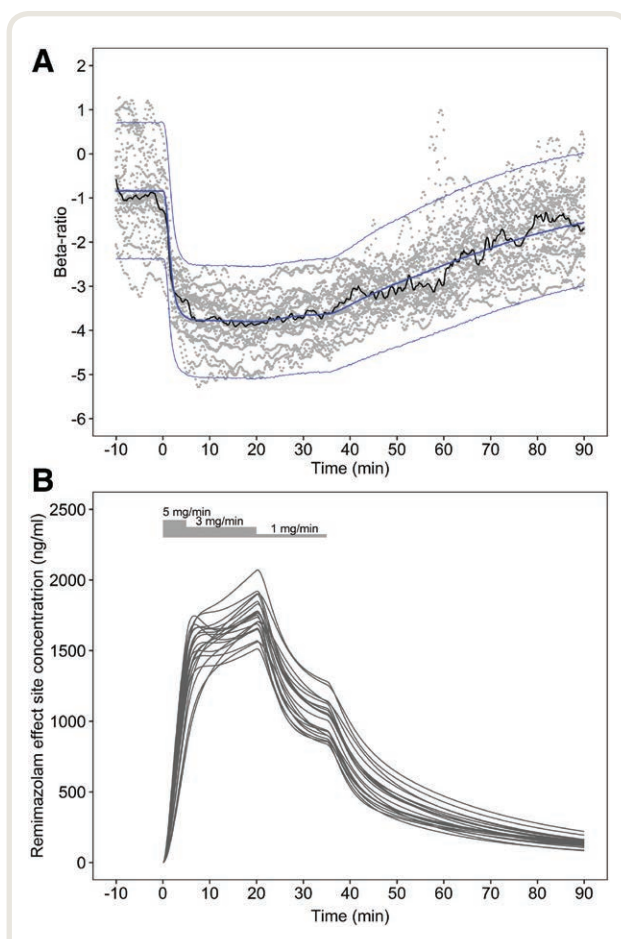 A
2
1
0
-1
-2
-3
-4
-5
-6
Beta-ratio
-10 0 10 20 30 40 50 60 70 80 90
Time (min)
B
2500
2000
1500
1000
500
0
Remimazolam effect site concentratrion (ng/ml)
5 mg/min
3 mg/min
1 mg/min
-10 0 10 20 30 40 50 60 70 80 90
Time (min)